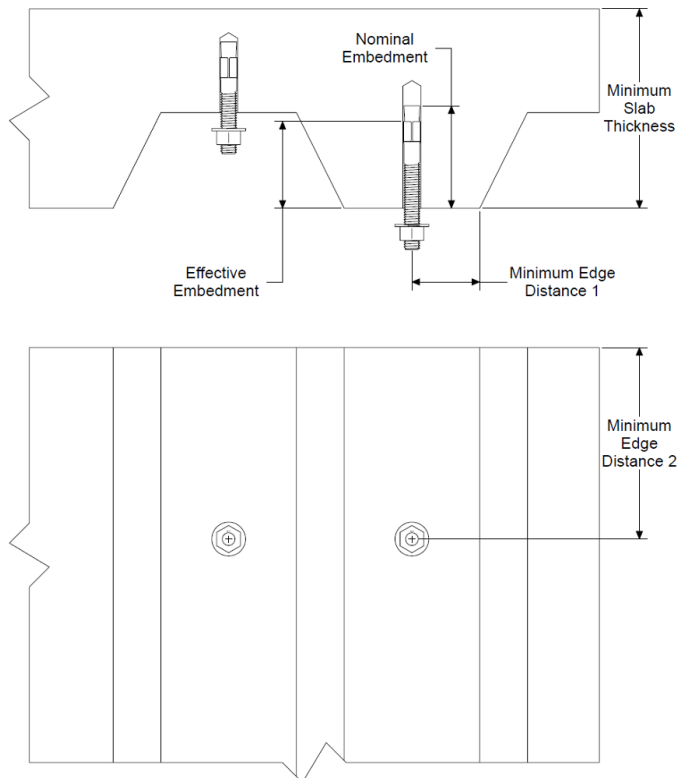 Nominal
Embedment
Minimum
Slab
Thickness
Effective
Embedment
Minimum Edge
Distance 1
Minimum
Edge
Distance 2